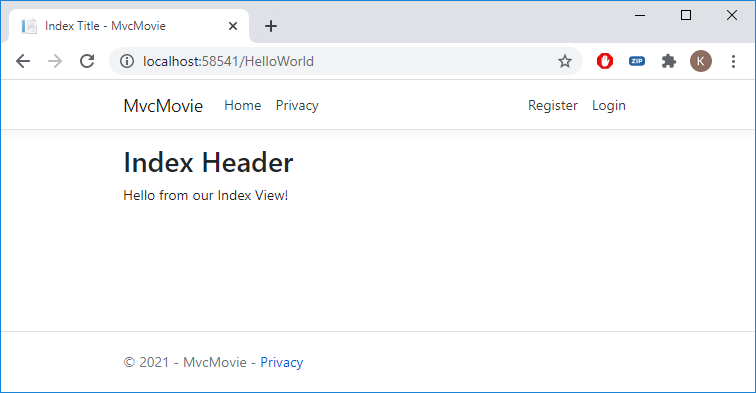 Index Title - MvcMovie
localhost:58541/HelloWorld
ZIP
K
MvcMovie Home Privacy Register Login
Index Header
Hello from our Index View!
© 2021 - MvcMovie - Privacy